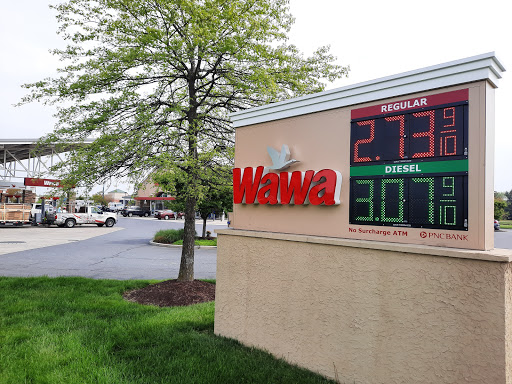 Wawa
REGULAR
2.73 9/10
DIESEL
3.07 9/10
No Surcharge ATM PNCBANK